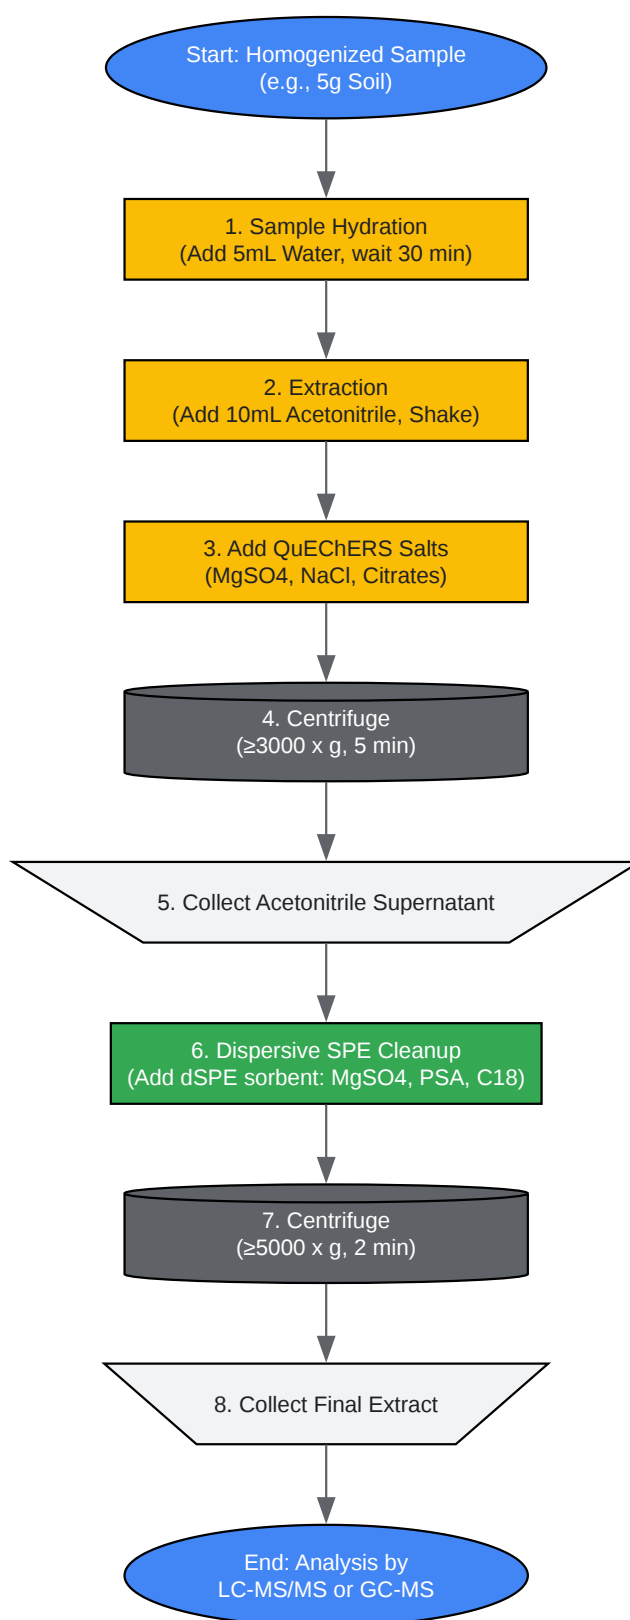 Start: Homogenized Sample
(e.g., 5g Soil)
1. Sample Hydration
(Add 5mL Water, wait 30 min)
2. Extraction
(Add 10mL Acetonitrile, Shake)
3. Add QuEChERS Salts
(MgSO4, NaCl, Citrates)
4. Centrifuge
(≥3000 x g, 5 min)
5. Collect Acetonitrile Supernatant
6. Dispersive SPE Cleanup
(Add dSPE sorbent: MgSO4, PSA, C18)
7. Centrifuge
(≥5000 x g, 2 min)
8. Collect Final Extract
End: Analysis by
LC-MS/MS or GC-MS